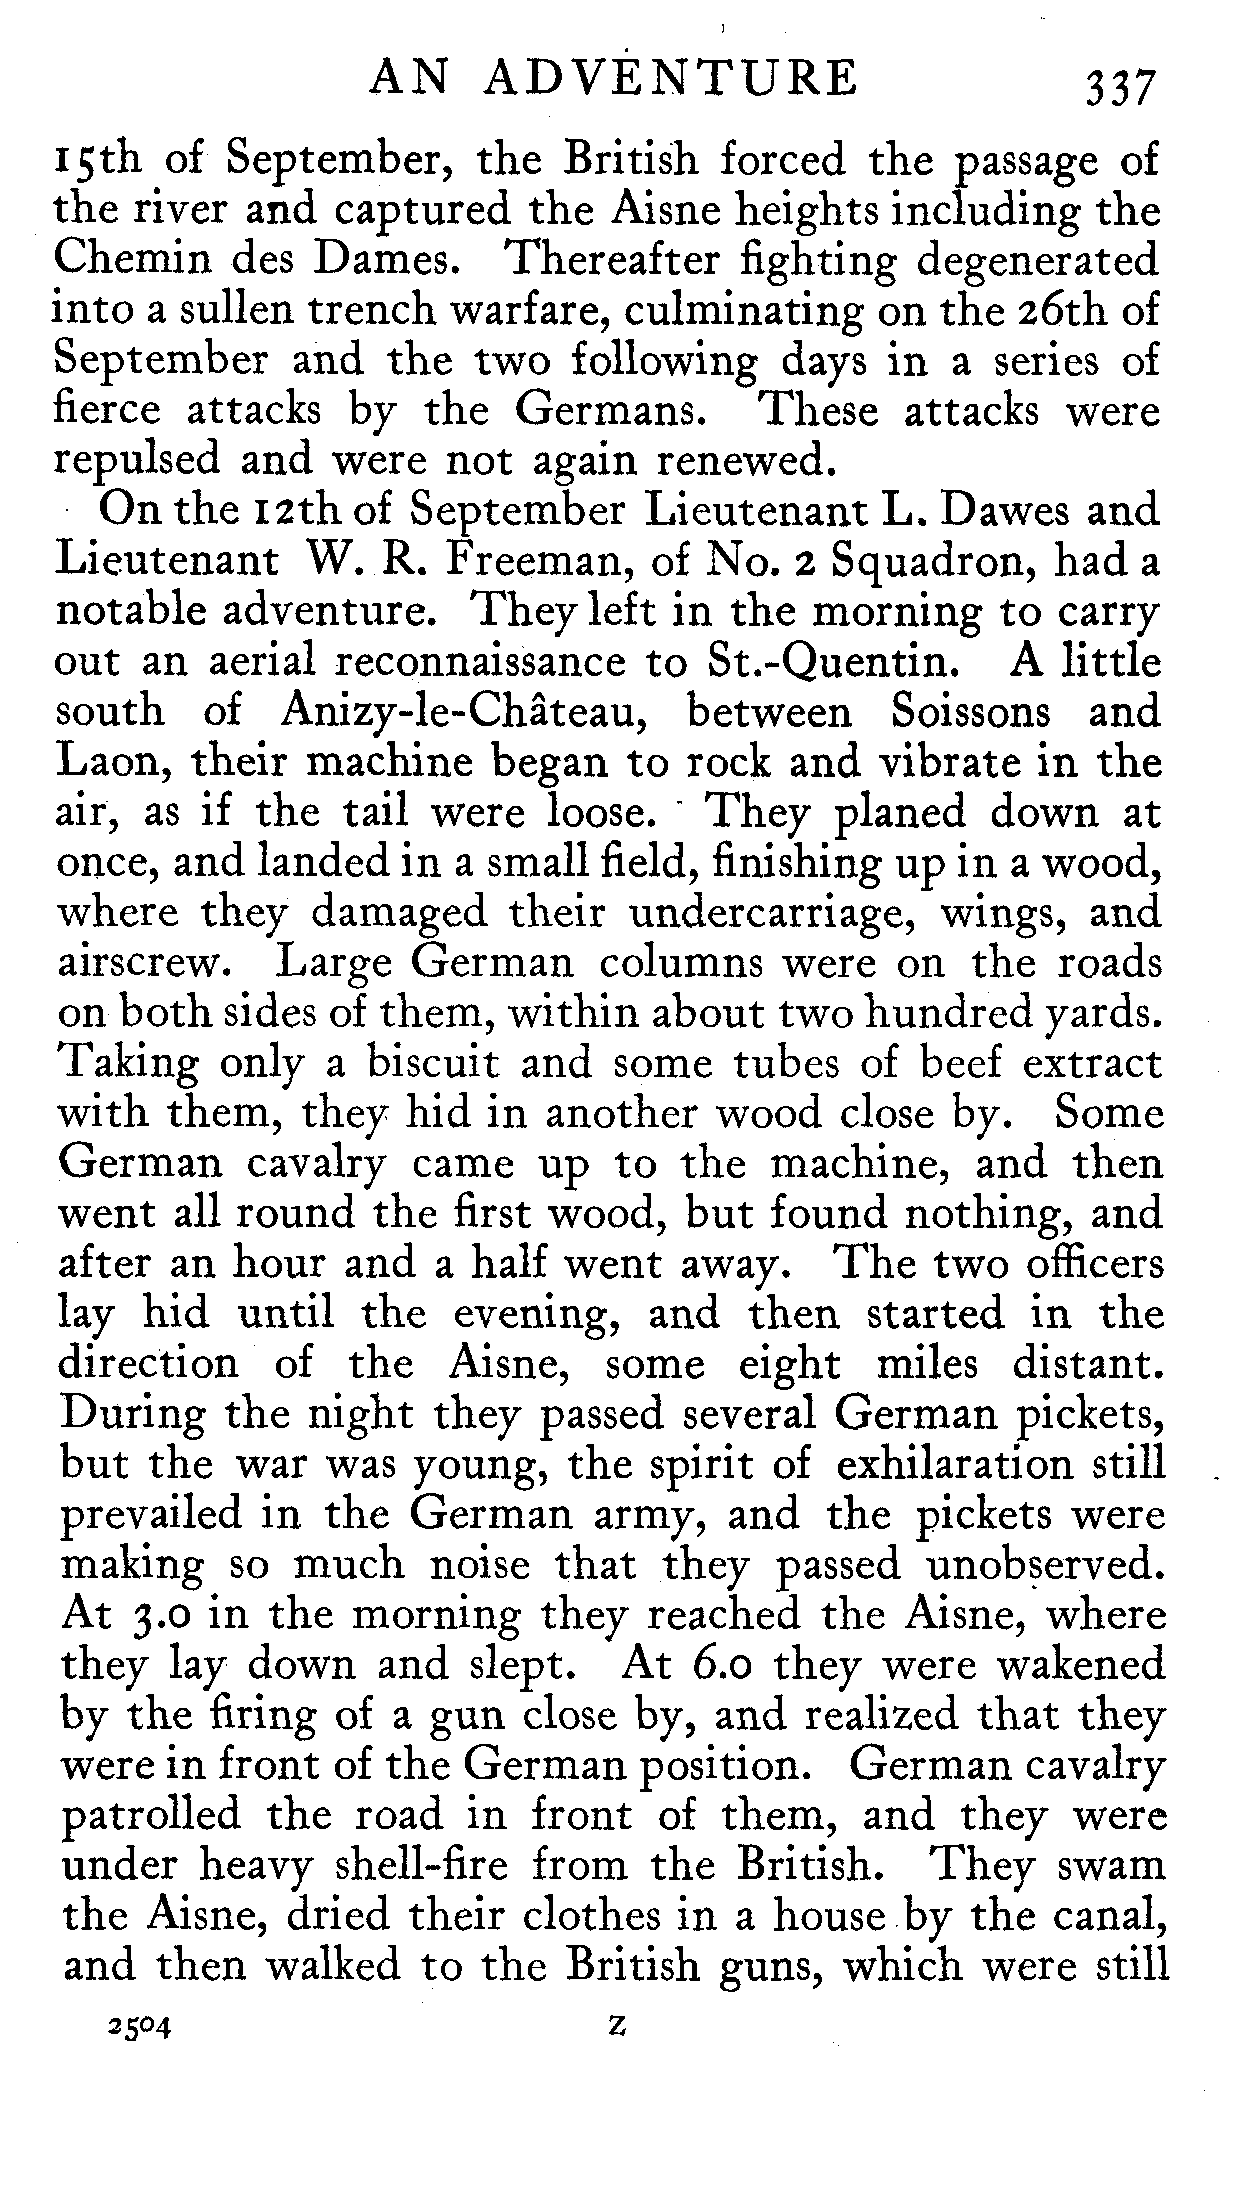 AN ADVENTURE 337
15th of September, the British forced the passage of
the river and captured the Aisne heights including the
Chemin des Dames. Thereafter fighting degenerated
into a sullen trench warfare, culminating on the 26th of
September and the two following days in a series of
fierce attacks by the Germans. These attacks were
repulsed and were not again renewed.
On the 12th of September Lieutenant L. Dawes and
Lieutenant W. R. Freeman, of No. 2 Squadron, had a
notable adventure. They left in the morning to carry
out an aerial reconnaissance to St.-Quentin. A little
south of Anizy-le-Château, between Soissons and
Laon, their machine began to rock and vibrate in the
air, as if the tail were loose. They planed down at
once, and landed in a small field, finishing up in a wood,
where they damaged their undercarriage, wings, and
airscrew. Large German columns were on the roads
on both sides of them, within about two hundred yards.
Taking only a biscuit and some tubes of beef extract
with them, they hid in another wood close by. Some
German cavalry came up to the machine, and then
went all round the first wood, but found nothing, and
after an hour and a half went away. The two officers
lay hid until the evening, and then started in the
direction of the Aisne, some eight miles distant.
During the night they passed several German pickets,
but the war was young, the spirit of exhilaration still
prevailed in the German army, and the pickets were
making so much noise that they passed unobserved.
At 3.0 in the morning they reached the Aisne, where
they lay down and slept. At 6.0 they were wakened
by the firing of a gun close by, and realized that they
were in front of the German position. German cavalry
patrolled the road in front of them, and they were
under heavy shell-fire from the British. They swam
the Aisne, dried their clothes in a house by the canal,
and then walked to the British guns, which were still
2504 Z